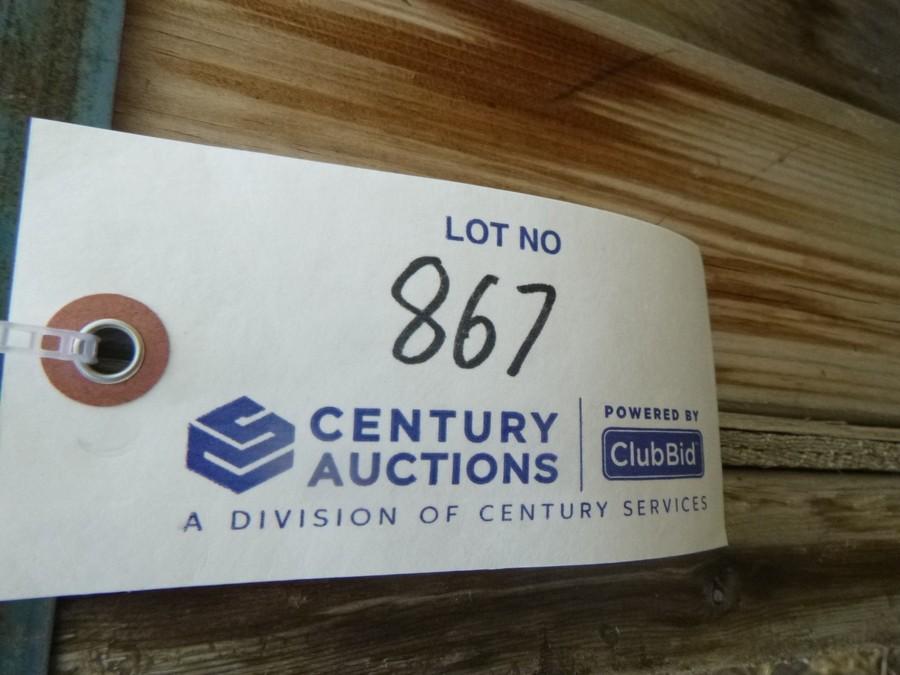 LOT NO
867
CENTURY AUCTIONS
POWERED BY
ClubBid
A DIVISION OF CENTURY SERVICES